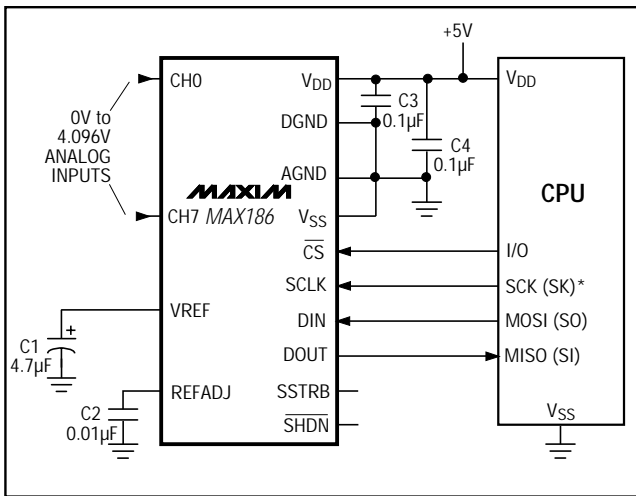 +5V
CH0
0V to
4.096V
ANALOG
INPUTS
CH7
MAXIM
MAX186
VREF
C1
+
4.7µF
REFADJ
C2
0.01µF
VDD
DGND
AGND
VSS
CS
SCLK
DIN
DOUT
SSTRB
SHDN
C3
0.1µF
C4
0.1µF
VDD
CPU
I/O
SCK (SK)*
MOSI (SO)
MISO (SI)
VSS